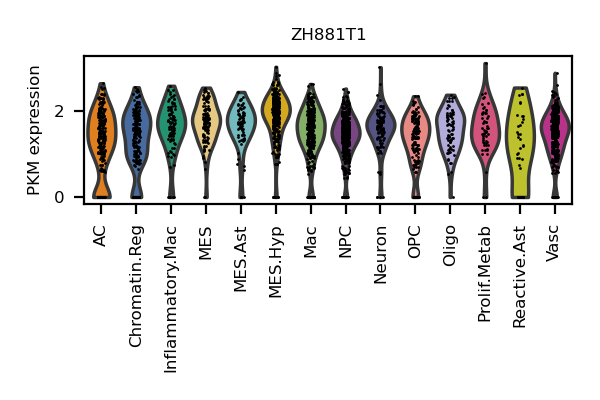 ZH881T1
PKM expression
2
0
AC
Chromatin.Reg
Inflammatory.Mac
MES
MES.Ast
MES.Hyp
Mac
NPC
Neuron
OPC
Oligo
Prolif.Metab
Reactive.Ast
Vasc